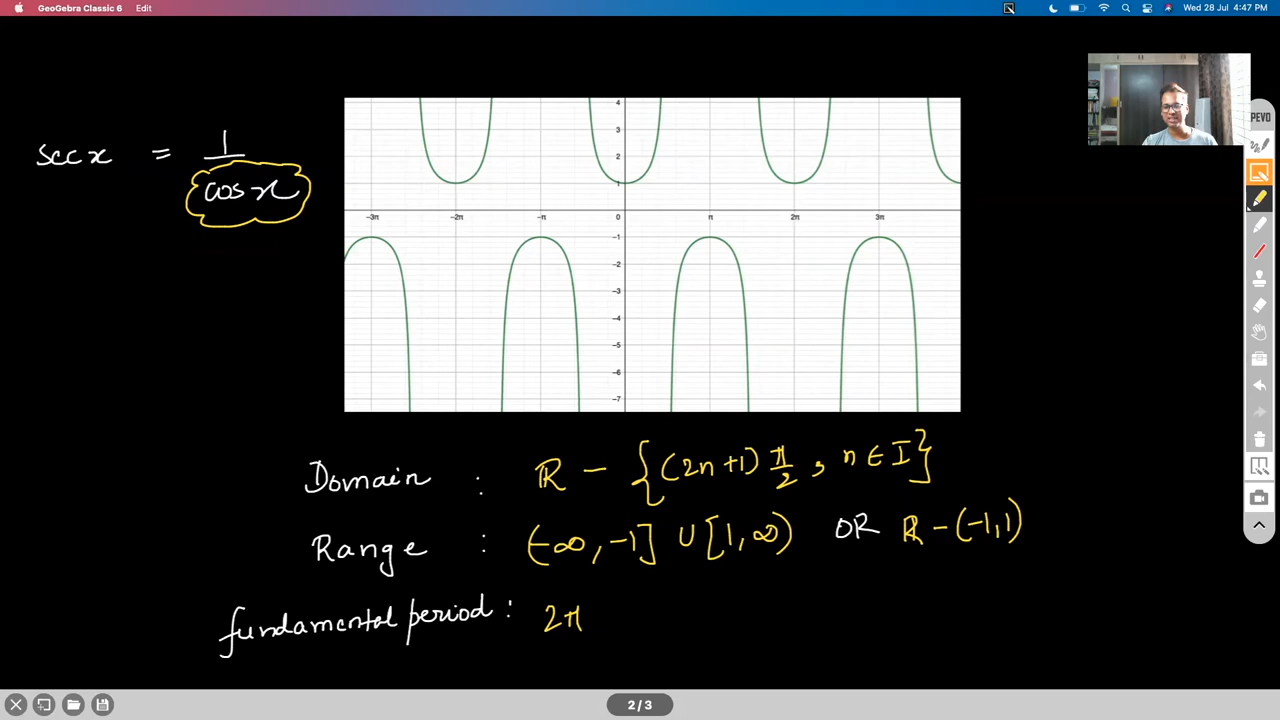 GeoGebra Classic 6 Edit Wed 28 Jul 4:47 PM
PEVO
sec x = 1/cos x
4
3
2
1
-3π -2π -π 0 π 2π 3π
-1
-2
-3
-4
-5
-6
-7
Domain : ℝ - {(2n+1) π/2, n ∈ I}
Range : (-∞, -1] ∪ [1, ∞) OR ℝ - (-1, 1)
fundamental period : 2π
2 / 3